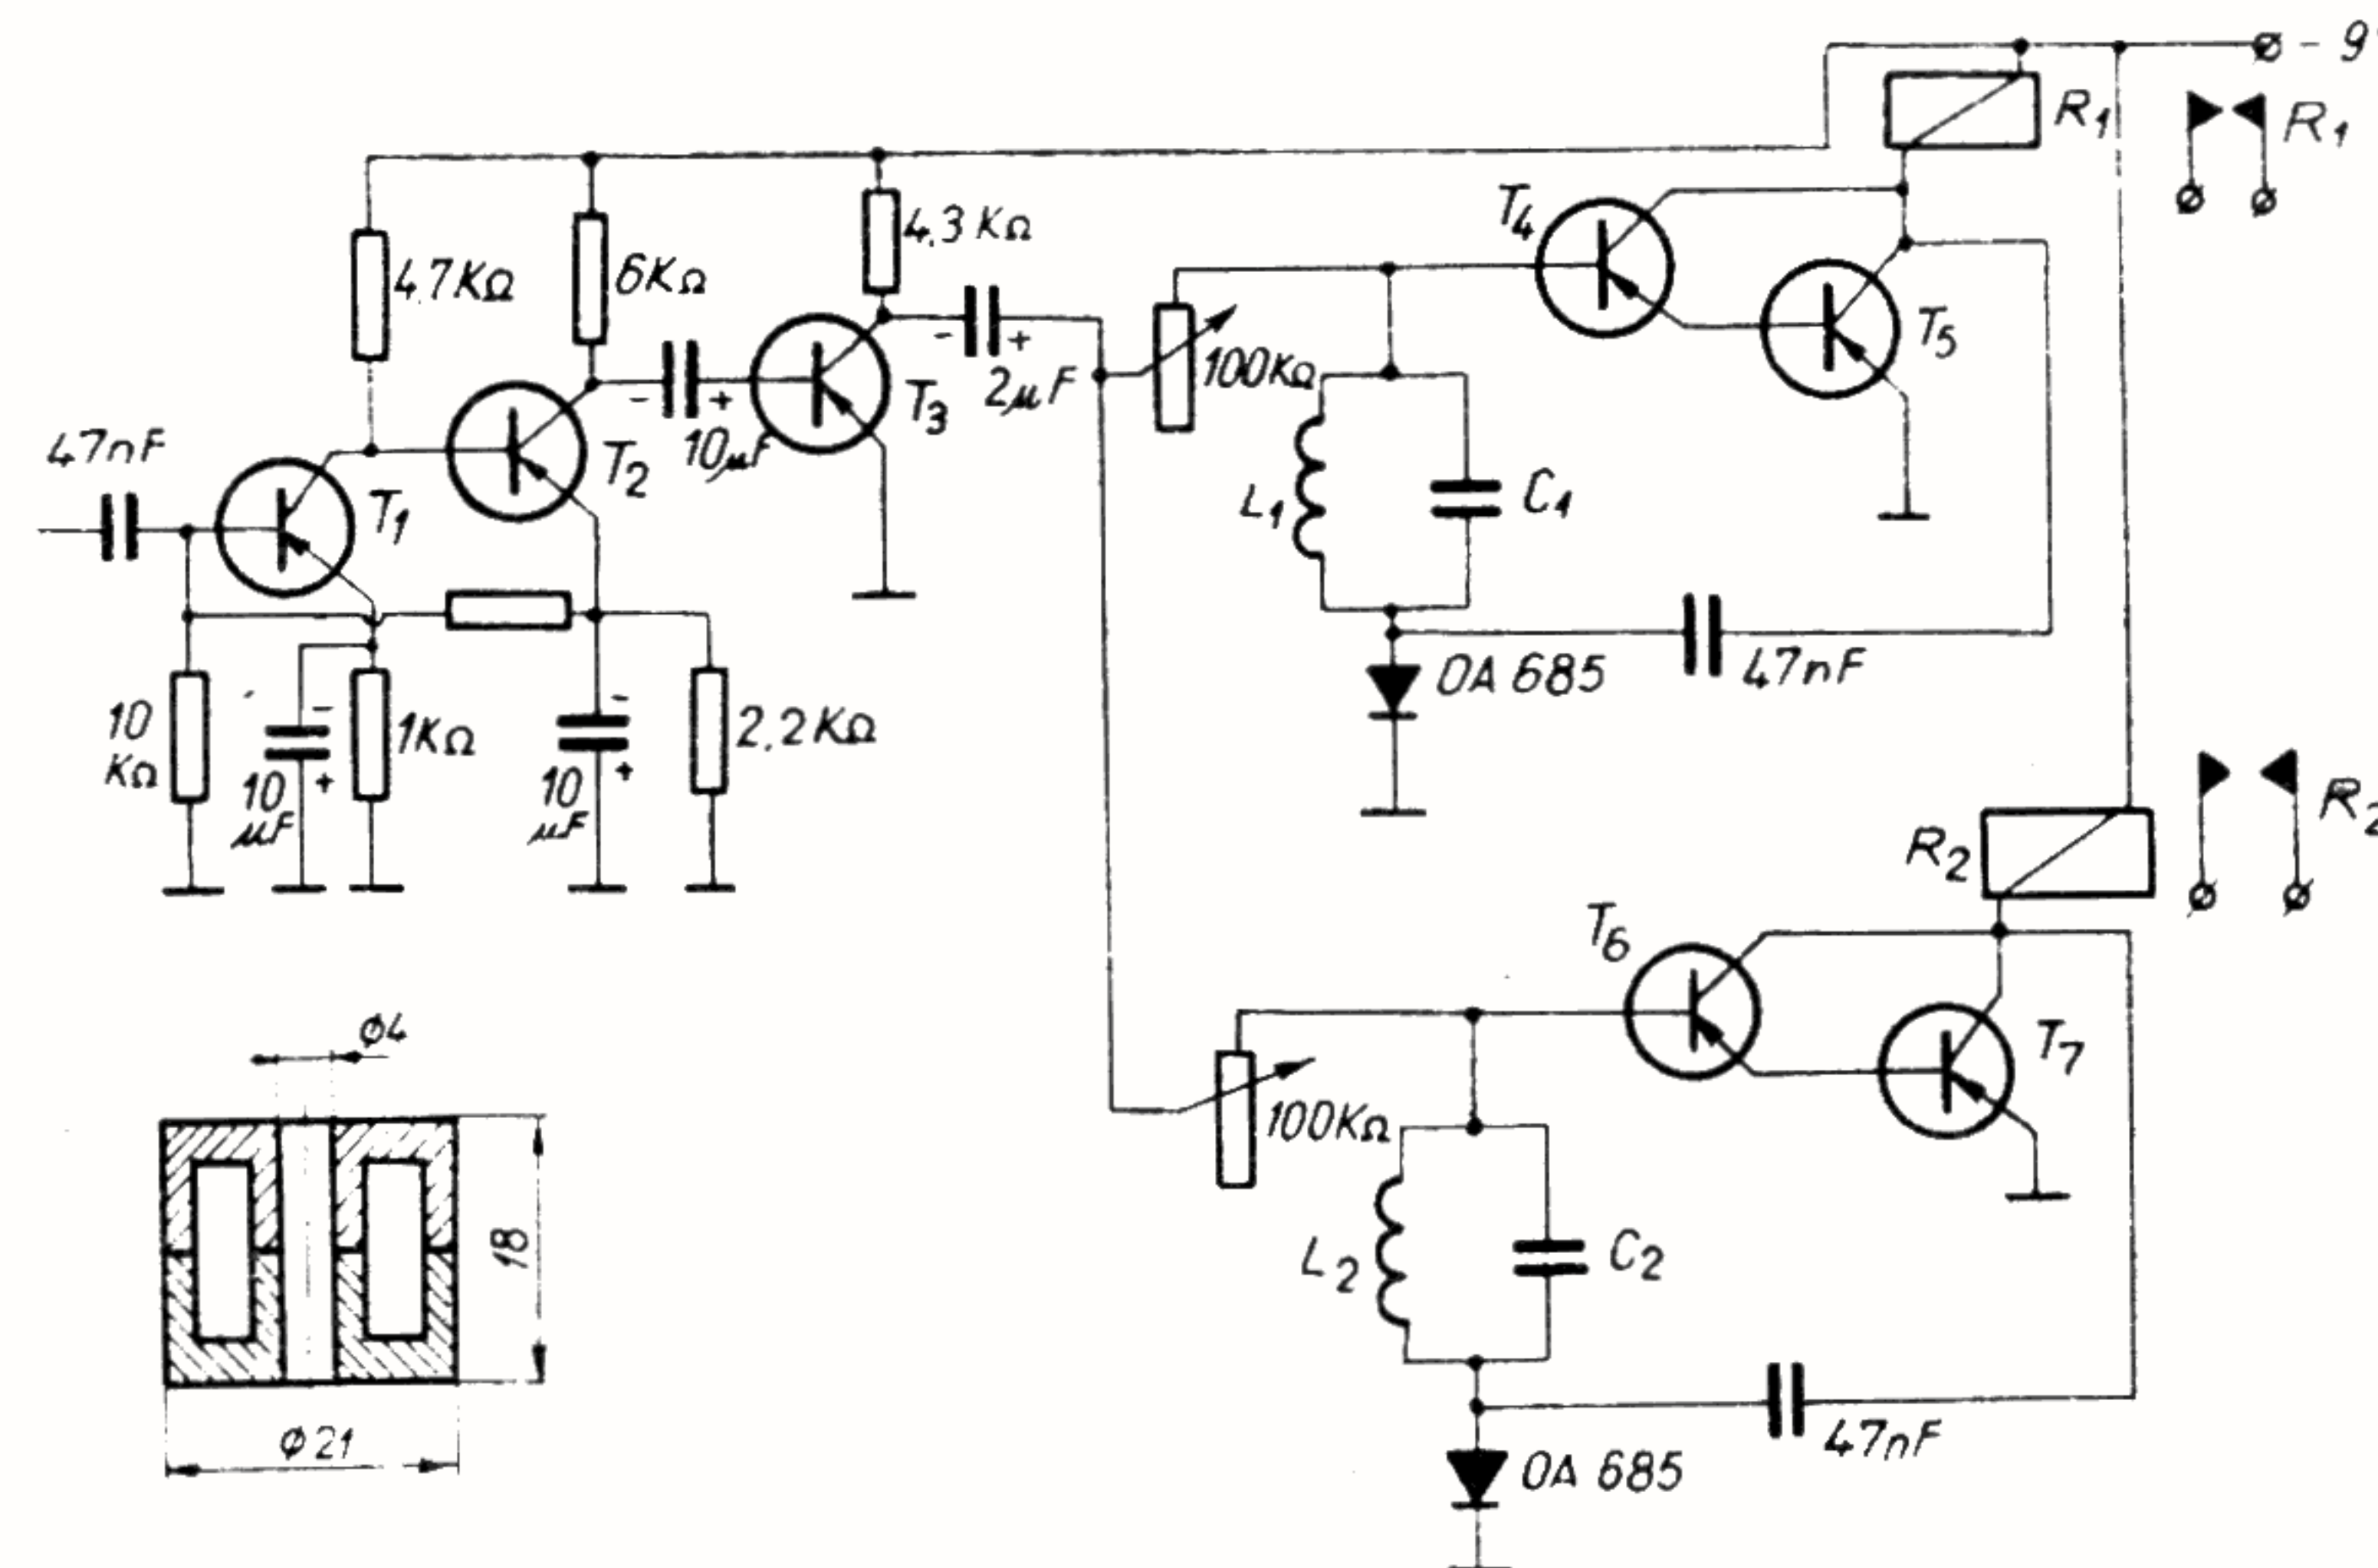 - 9
R1
R1
T4
4,3 KΩ
4,7KΩ
6KΩ
T5
T3
100KΩ
2μF
- +
- +
47nF
10μF
T2
T1
L1
C1
OA 685
47nF
10
KΩ
-
10
μF
+
1KΩ
-
10
μF
+
2,2KΩ
R2
R2
T6
T7
ø4
100KΩ
18
L2
C2
ø21
47nF
OA 685